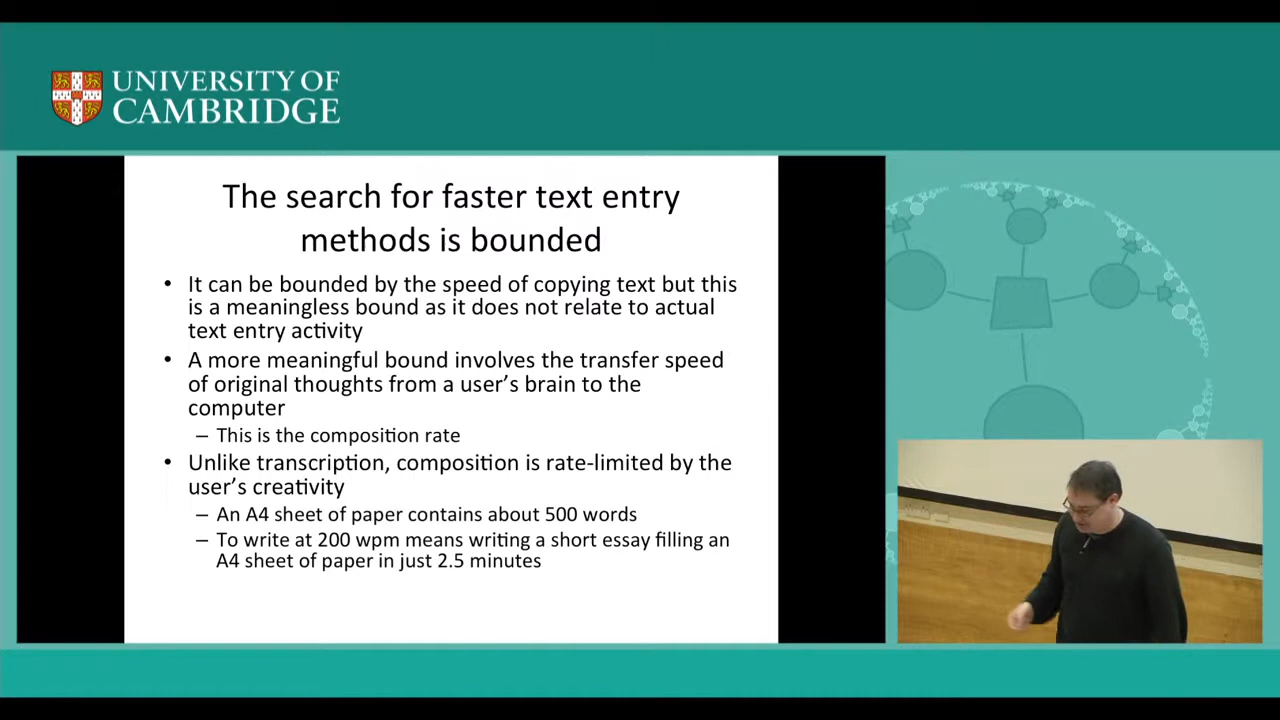 UNIVERSITY OF
CAMBRIDGE
The search for faster text entry
methods is bounded
• It can be bounded by the speed of copying text but this
is a meaningless bound as it does not relate to actual
text entry activity
• A more meaningful bound involves the transfer speed
of original thoughts from a user's brain to the
computer
– This is the composition rate
• Unlike transcription, composition is rate-limited by the
user's creativity
– An A4 sheet of paper contains about 500 words
– To write at 200 wpm means writing a short essay filling an
A4 sheet of paper in just 2.5 minutes